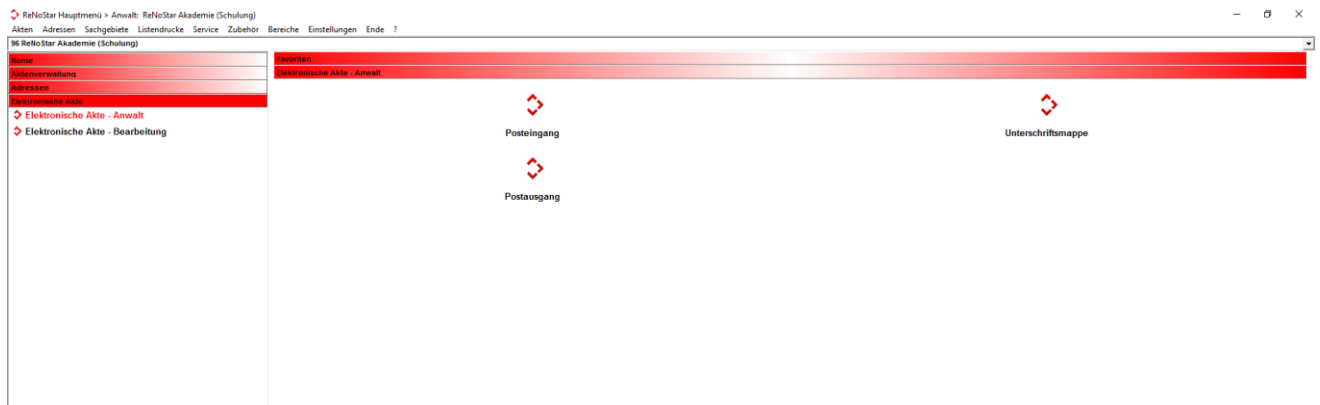 ReNoStar Hauptmenü > Anwalt: ReNoStar Akademie (Schulung)
Akten Adressen Sachgebiete Listendrucke Service Zubehör Bereiche Einstellungen Ende ?
96 ReNoStar Akademie (Schulung)
Home
Aktenverwaltung
Adressen
Elektronische Akte
Elektronische Akte - Anwalt
Elektronische Akte - Bearbeitung
Favoriten
Elektronische Akte - Anwalt
Posteingang
Unterschriftsmappe
Postausgang